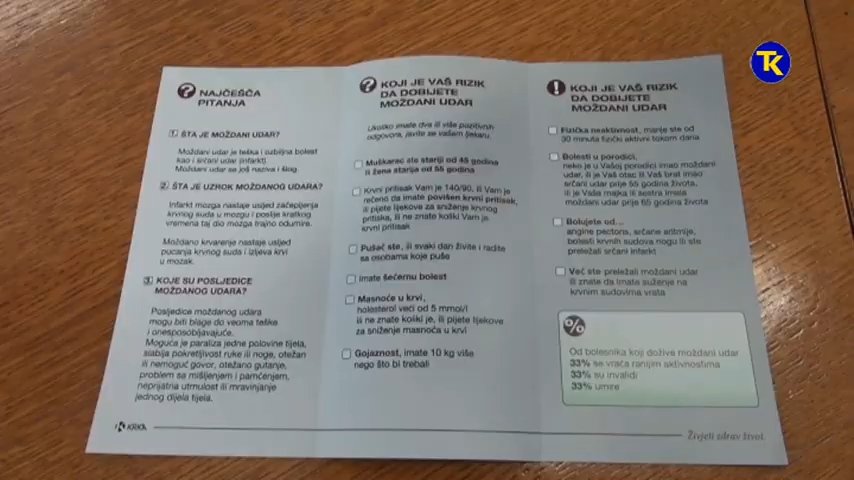 TK
? NAJČEŠĆA
PITANJA
1. ŠTA JE MOŽDANI UDAR?
Moždani udar je teška i ozbiljna bolest
kao i srčani udar (infarkt).
Moždani udar se još naziva i šlog.
2. ŠTA JE UZROK MOŽDANOG UDARA?
Infarkt mozga nastaje usljed začepljenja
krvnog suda u mozgu i poslije kratkog
vremena taj dio mozga trajno odumire.
Moždano krvarenje nastaje usljed
pucanja krvnog suda i izljeva krvi
u mozak.
3. KOJE SU POSLJEDICE
MOŽDANOG UDARA?
Posljedice moždanog udara
mogu biti blage do veoma teške
i onesposobljavajuće.
Moguća je paraliza jedne polovine tijela,
slabija pokretljivost ruke ili noge, otežan
ili nemoguć govor, otežano gutanje,
problem sa mišljenjem i pamćenjem,
neprijatna utrnulost ili mravinjanje
jednog dijela tijela.
KRKA
? KOJI JE VAŠ RIZIK
DA DOBIJETE
MOŽDANI UDAR
Ukoliko imate dva ili više pozitivnih
odgovora, javite se vašem ljekaru.
Muškarac ste stariji od 45 godina
ili žena starija od 55 godina
Krvni pritisak Vam je 140/90, ili Vam je
rečeno da imate povišen krvni pritisak,
ili pijete lijekova za sniženje krvnog
pritiska, ili ne znate koliki Vam je
krvni pritisak
Pušač ste, ili svaki dan živite i radite
sa osobama koje puše
Imate šećernu bolest
Masnoće u krvi,
holesterol veći od 5 mmol/l
ili ne znate koliki je, ili pijete lijekova
za sniženje masnoća u krvi
Gojaznost, imate 10 kg više
nego što bi trebali
! KOJI JE VAŠ RIZIK
DA DOBIJETE
MOŽDANI UDAR
Fizička neaktivnost, manje ste od
30 minuta fizički aktivni tokom dana
Bolesti u porodici,
neko je u Vašoj porodici imao moždani
udar, ili je Vaš otac ili Vaš brat imao
srčani udar prije 55 godina života,
ili je Vaša majka ili sestra imala
moždani udar prije 65 godina života
Bolujete od...
angine pectoris, srčane aritmije,
bolesti krvnih sudova nogu ili ste
preležali srčani infarkt
Već ste preležali moždani udar
ili znate da imate suženje na
krvnim sudovima vrata
%
Od bolesnika koji dožive moždani udar
33% se vraća ranijim aktivnostima
33% su invalidi
33% umire
Živjeti zdrav život.